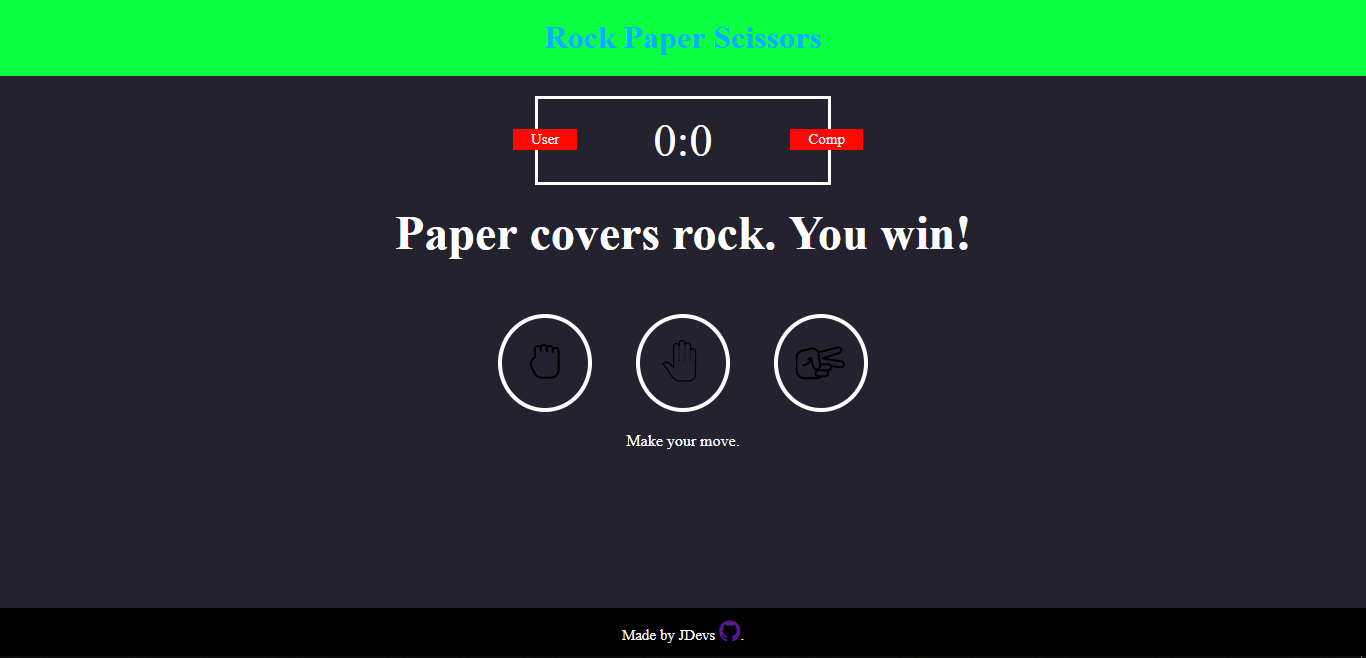 Rock Paper Scissors
User
0:0
Comp
Paper covers rock. You win!
Make your move.
Made by JDevs .